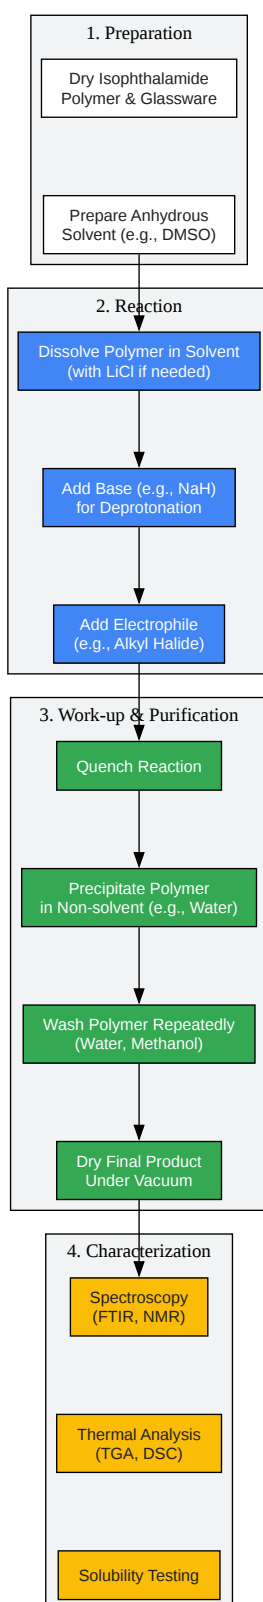 1. Preparation
Dry Isophthalamide
Polymer & Glassware
Prepare Anhydrous
Solvent (e.g., DMSO)
2. Reaction
Dissolve Polymer in Solvent
(with LiCl if needed)
Add Base (e.g., NaH)
for Deprotonation
Add Electrophile
(e.g., Alkyl Halide)
3. Work-up & Purification
Quench Reaction
Precipitate Polymer
in Non-solvent (e.g., Water)
Wash Polymer Repeatedly
(Water, Methanol)
Dry Final Product
Under Vacuum
4. Characterization
Spectroscopy
(FTIR, NMR)
Thermal Analysis
(TGA, DSC)
Solubility Testing